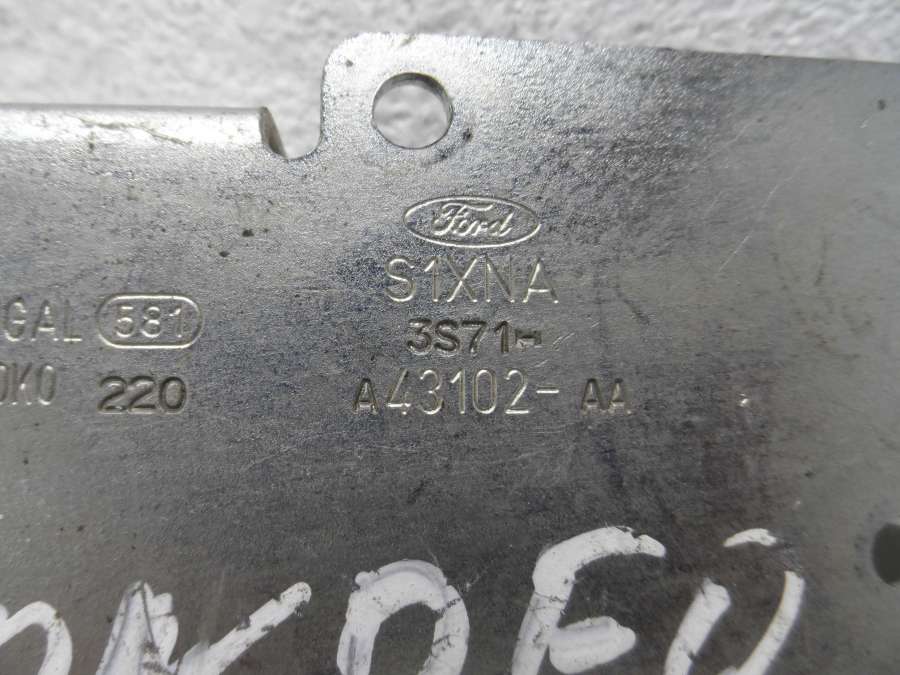 Ford
S1XNA
GAL 581
3S71-
0K0 220
A43102-AA